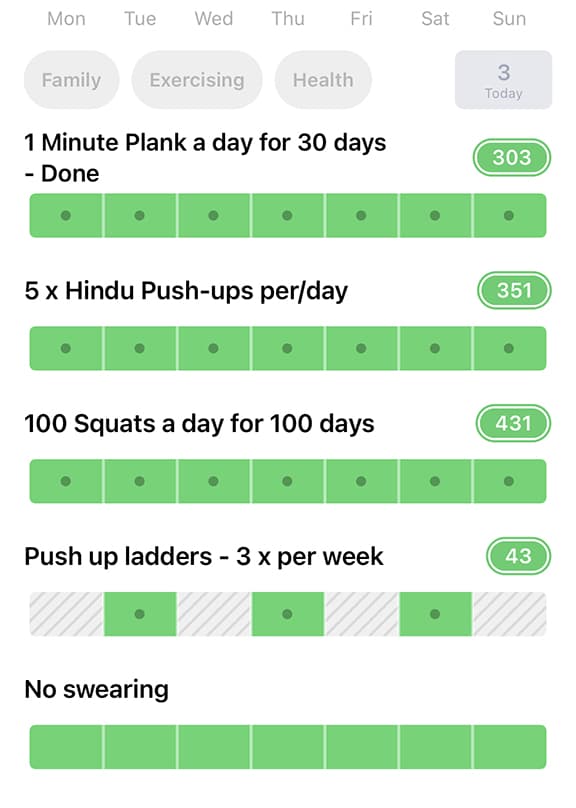 Mon Tue Wed Thu Fri Sat Sun
Family Exercising Health 3
Today
1 Minute Plank a day for 30 days
- Done 303
5 x Hindu Push-ups per/day 351
100 Squats a day for 100 days 431
Push up ladders - 3 x per week 43
No swearing